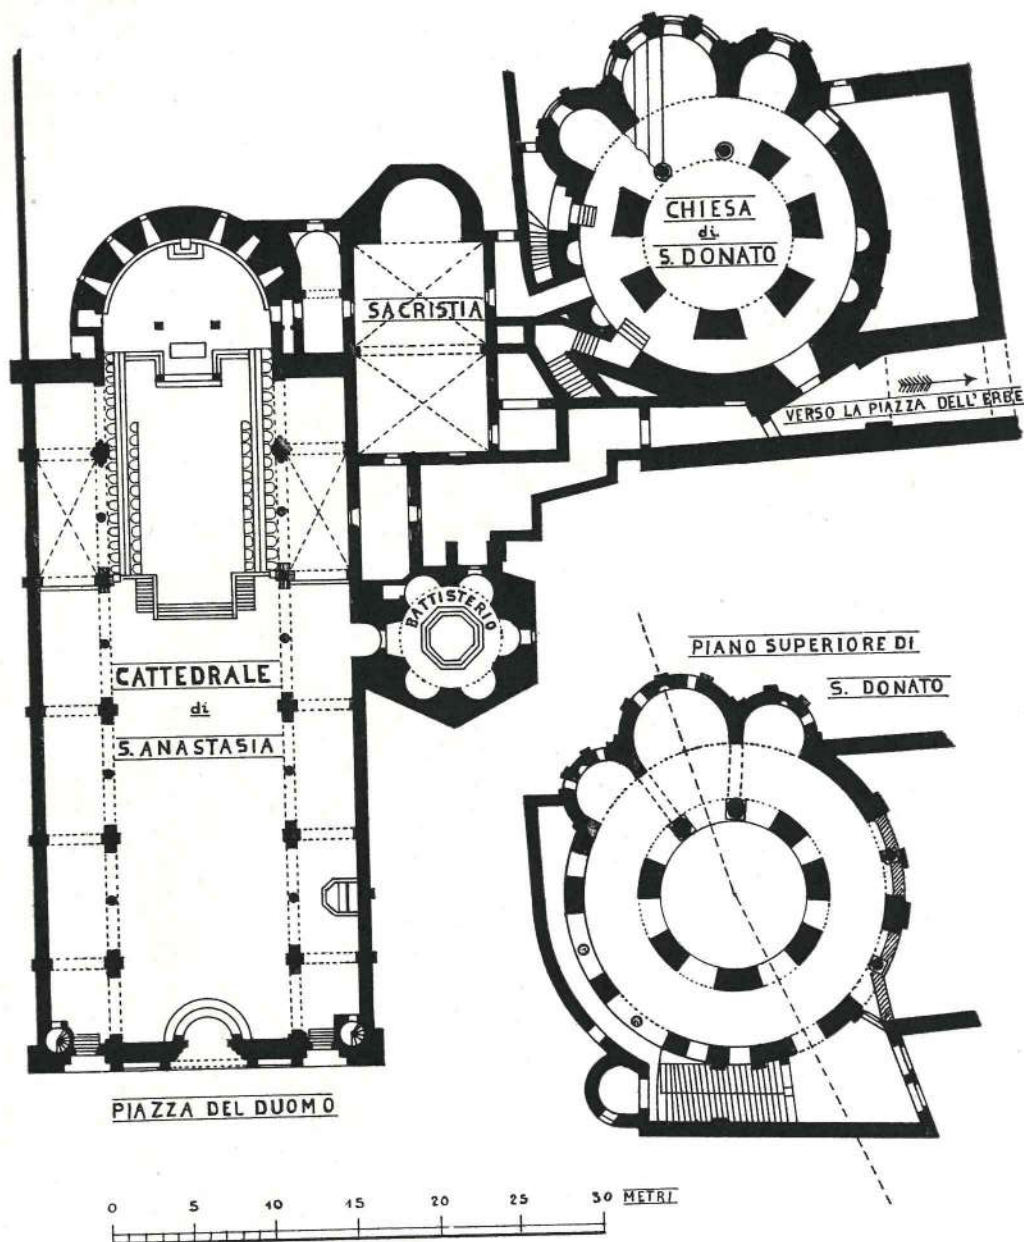 CHIESA
di
S. DONATO
SACRISTIA
VERSO LA PIAZZA DELL'ERBE
BATTISTERIO
CATTEDRALE
di
S. ANASTASIA
PIANO SUPERIORE DI
S. DONATO
PIAZZA DEL DUOMO
0 5 10 15 20 25 30 METRI